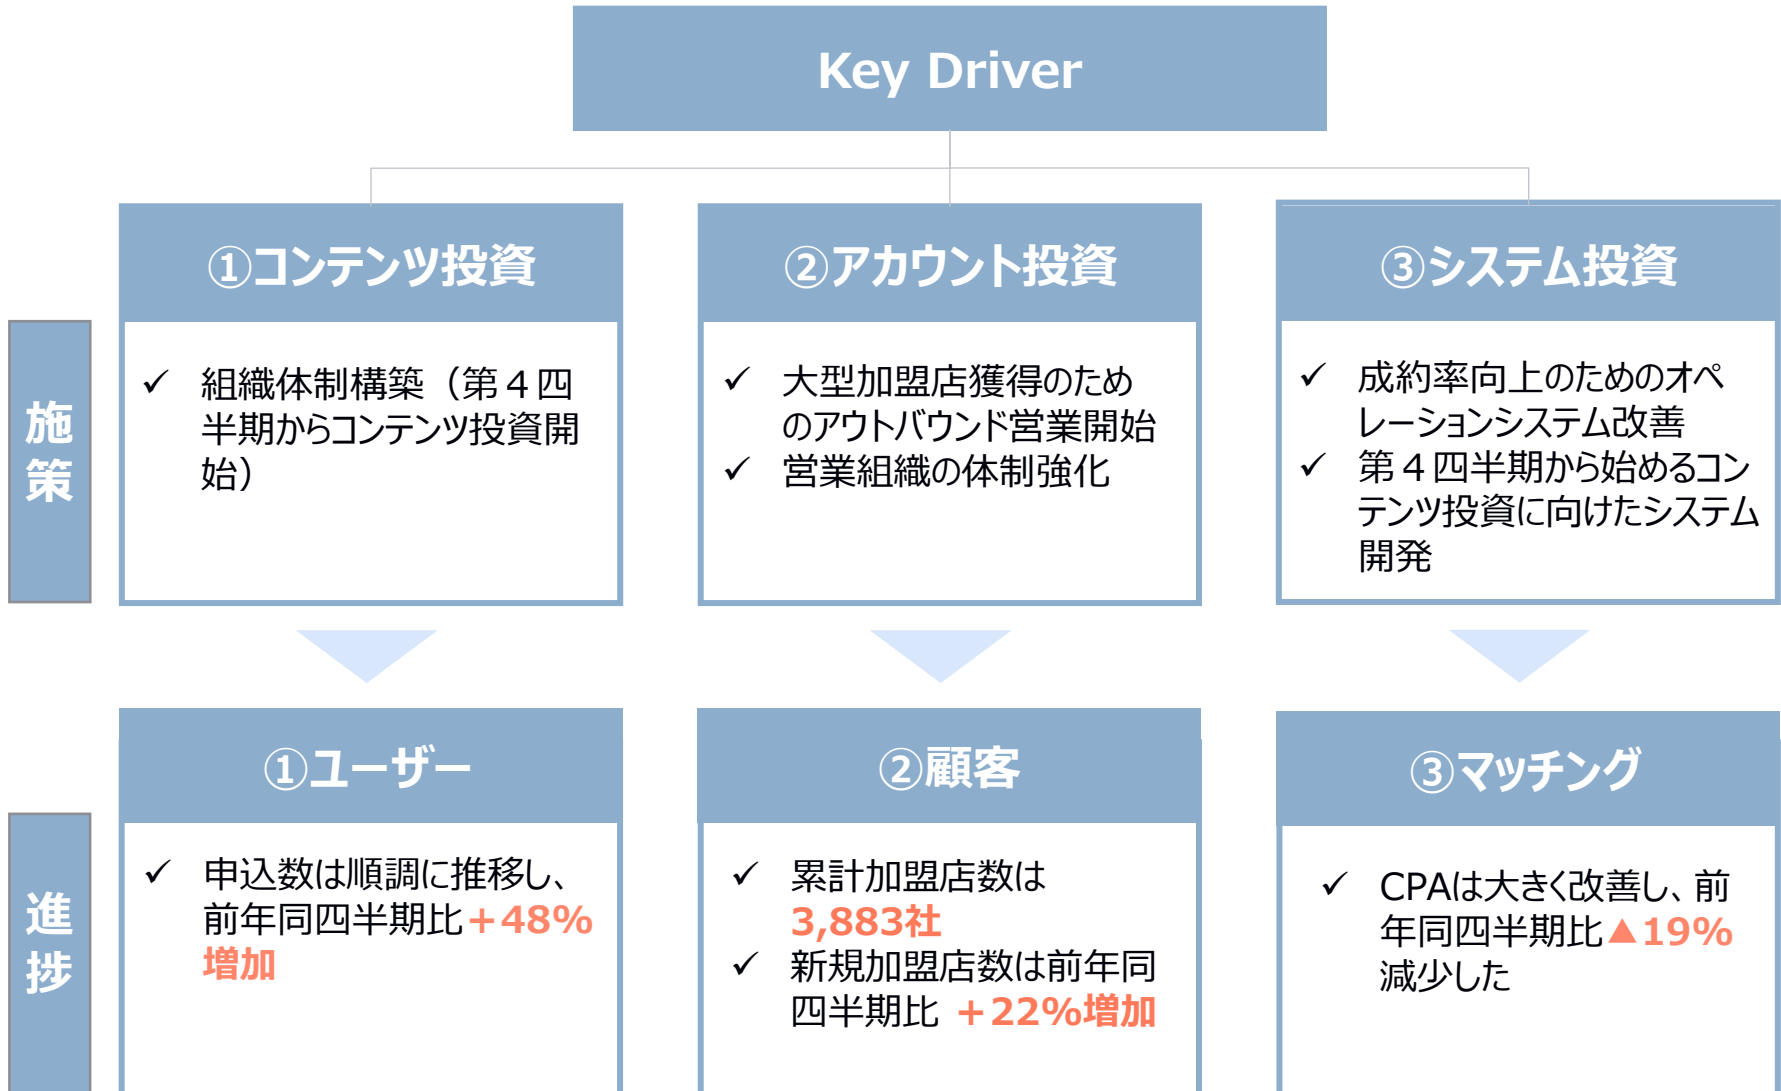 Key Driver
①コンテンツ投資
②アカウント投資
③システム投資
施策
✓ 組織体制構築（第４四
半期からコンテンツ投資開
始）
✓ 大型加盟店獲得のため
のアウトバウンド営業開始
✓ 営業組織の体制強化
✓ 成約率向上のためのオペ
レーションシステム改善
✓ 第４四半期から始めるコン
テンツ投資に向けたシステム
開発
①ユーザー
②顧客
③マッチング
進捗
✓ 申込数は順調に推移し、
前年同四半期比＋48%
増加
✓ 累計加盟店数は
3,883社
✓ 新規加盟店数は前年同
四半期比 ＋22%増加
✓ CPAは大きく改善し、前
年同四半期比▲19%
減少した